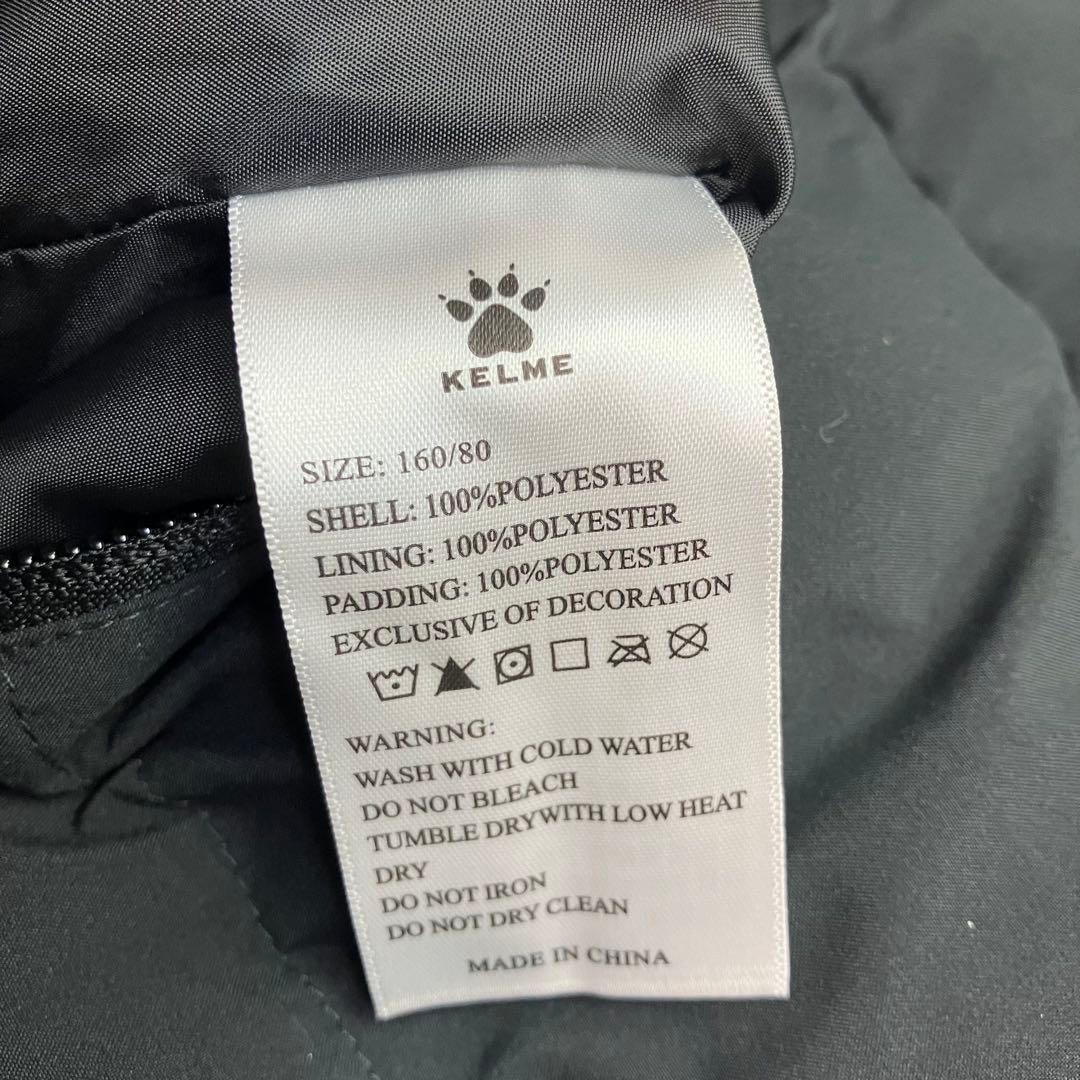 KELME
SIZE: 160/80
SHELL: 100%POLYESTER
LINING: 100%POLYESTER
PADDING: 100%POLYESTER
EXCLUSIVE OF DECORATION
WARNING:
WASH WITH COLD WATER
DO NOT BLEACH
TUMBLE DRYWITH LOW HEAT
DRY
DO NOT IRON
DO NOT DRY CLEAN
MADE IN CHINA